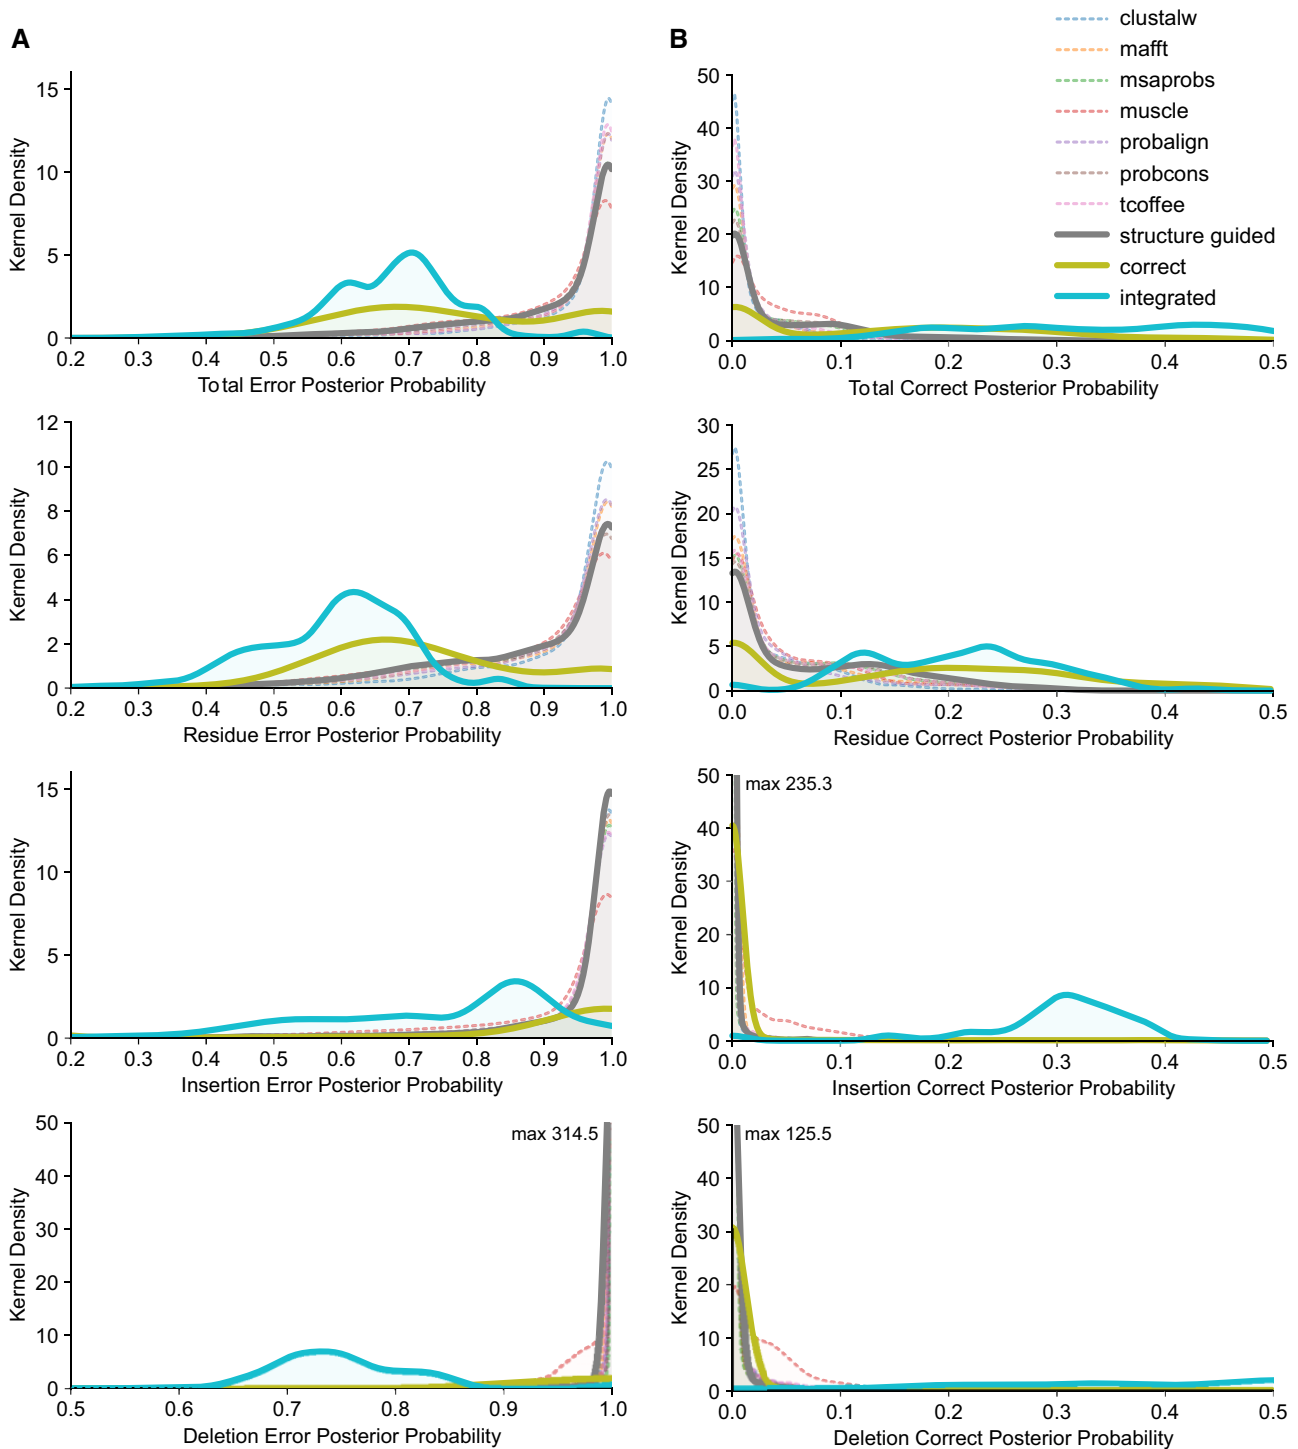 A
15
10
5
0
Kernel Density
0.2 0.3 0.4 0.5 0.6 0.7 0.8 0.9 1.0
Total Error Posterior Probability
12
10
8
6
4
2
0
Kernel Density
0.2 0.3 0.4 0.5 0.6 0.7 0.8 0.9 1.0
Residue Error Posterior Probability
15
10
5
0
Kernel Density
0.2 0.3 0.4 0.5 0.6 0.7 0.8 0.9 1.0
Insertion Error Posterior Probability
50
40
30
20
10
0
Kernel Density
max 314.5
0.5 0.6 0.7 0.8 0.9 1.0
Deletion Error Posterior Probability
B
clustalw
mafft
msaprobs
muscle
probalign
probcons
tcoffee
structure guided
correct
integrated
50
40
30
20
10
0
Kernel Density
0.0 0.1 0.2 0.3 0.4 0.5
Total Correct Posterior Probability
30
25
20
15
10
5
0
Kernel Density
0.0 0.1 0.2 0.3 0.4 0.5
Residue Correct Posterior Probability
50
40
30
20
10
0
Kernel Density
max 235.3
0.0 0.1 0.2 0.3 0.4 0.5
Insertion Correct Posterior Probability
50
40
30
20
10
0
Kernel Density
max 125.5
0.0 0.1 0.2 0.3 0.4 0.5
Deletion Correct Posterior Probability